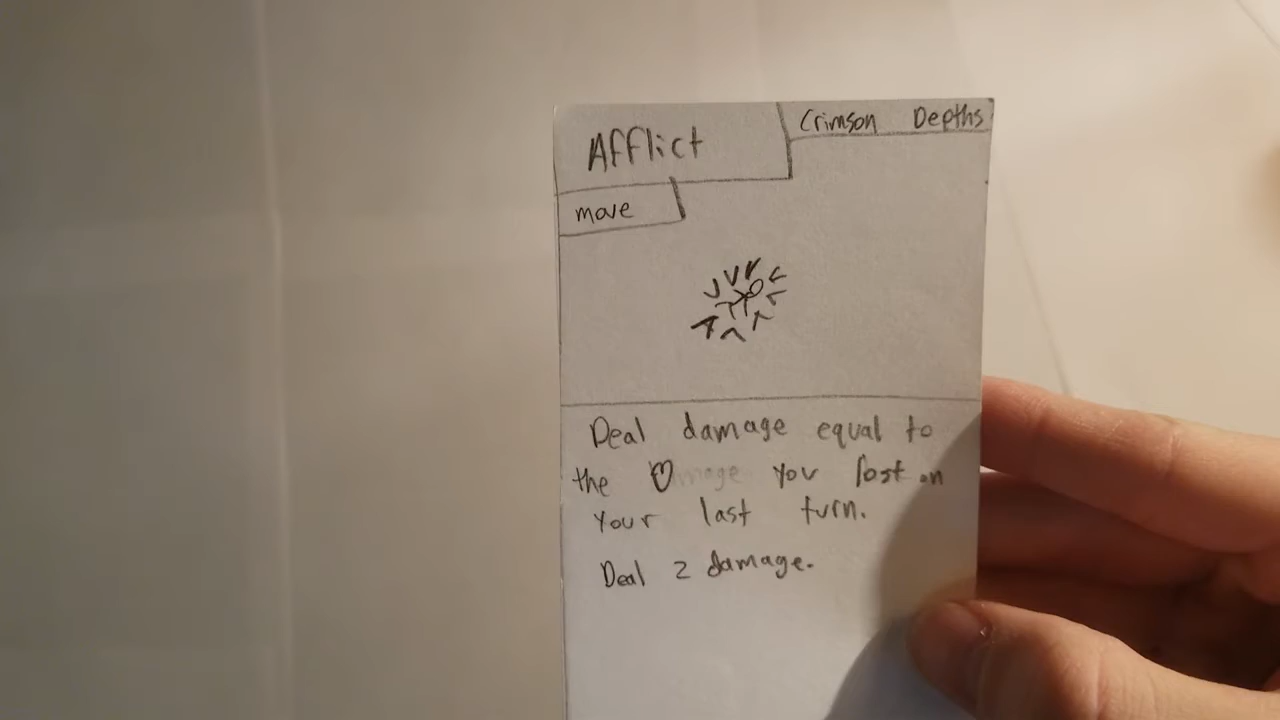 Afflict
Crimson Depths
move
Deal damage equal to
the ♡ you lost on
Your last turn.
Deal 2 damage.